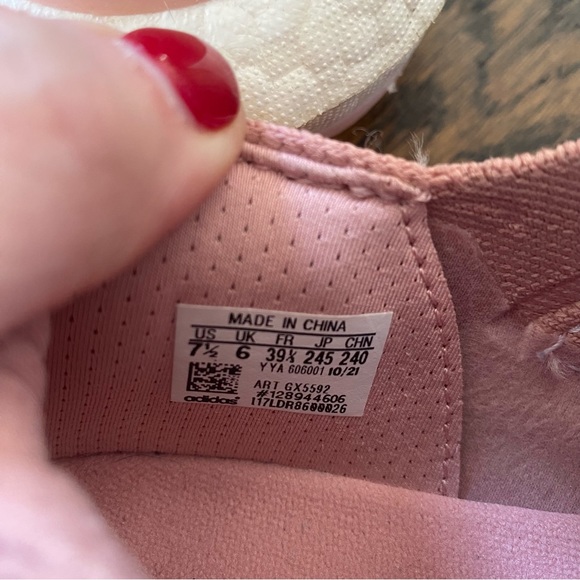 MADE IN CHINA
US UK FR JP CHN
7½ 6 39⅓ 245 240
YYA 606001 10/21
ART GX5592
#128944606
adidas I17LDR8600026